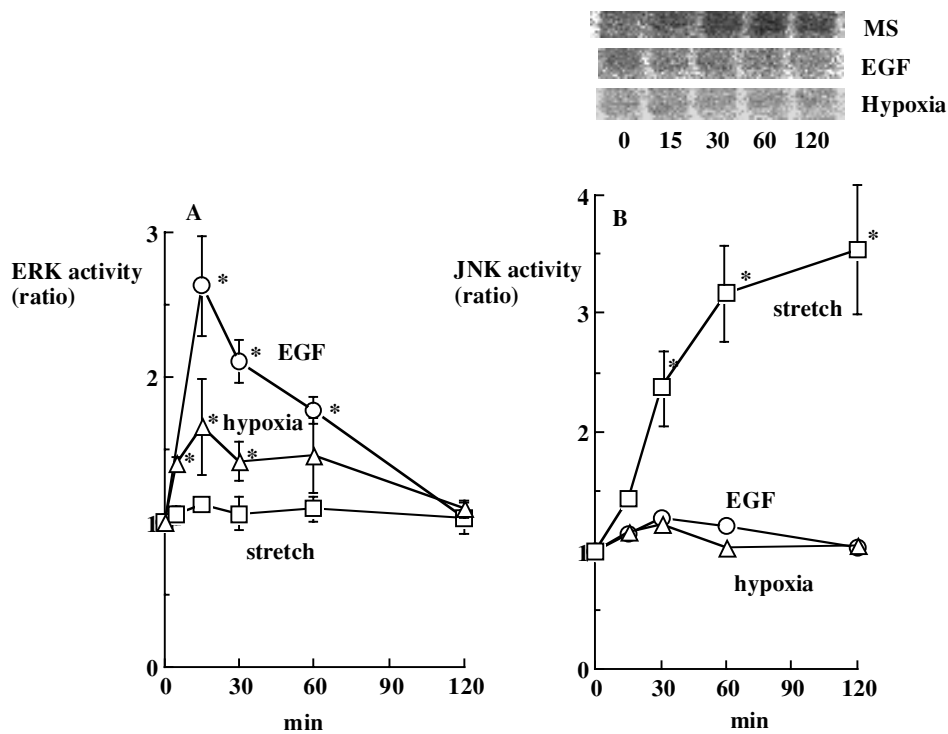 MS
EGF
Hypoxia
0 15 30 60 120
A
ERK activity
(ratio)
3
2
1
0
* * * * * *
EGF
hypoxia
stretch
0 30 60 90 120
min
B
JNK activity
(ratio)
4
3
2
1
0
* * *
stretch
EGF
hypoxia
0 30 60 90 120
min